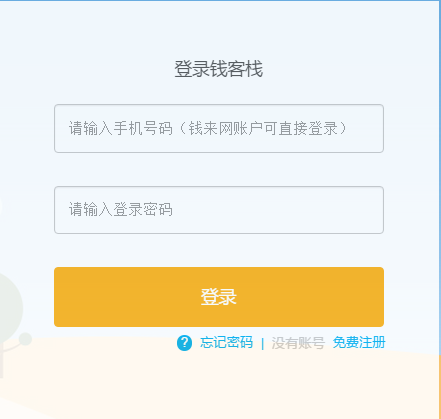 登录钱客栈
请输入手机号码（钱来网账户可直接登录）
请输入登录密码
登录
? 忘记密码 | 没有账号 免费注册